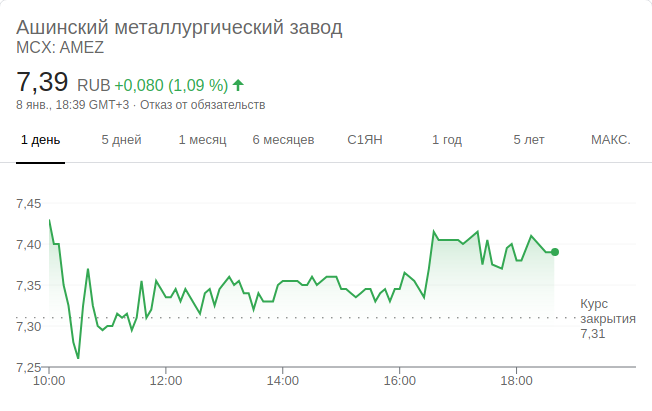 Ашинский металлургический завод
MCX: AMEZ
7,39 RUB +0,080 (1,09 %)
8 янв., 18:39 GMT+3 · Отказ от обязательств
1 день 5 дней 1 месяц 6 месяцев С1ЯН 1 год 5 лет МАКС.
7,45
7,40
7,35
Курс
закрытия
7,31
7,30
7,25
10:00 12:00 14:00 16:00 18:00